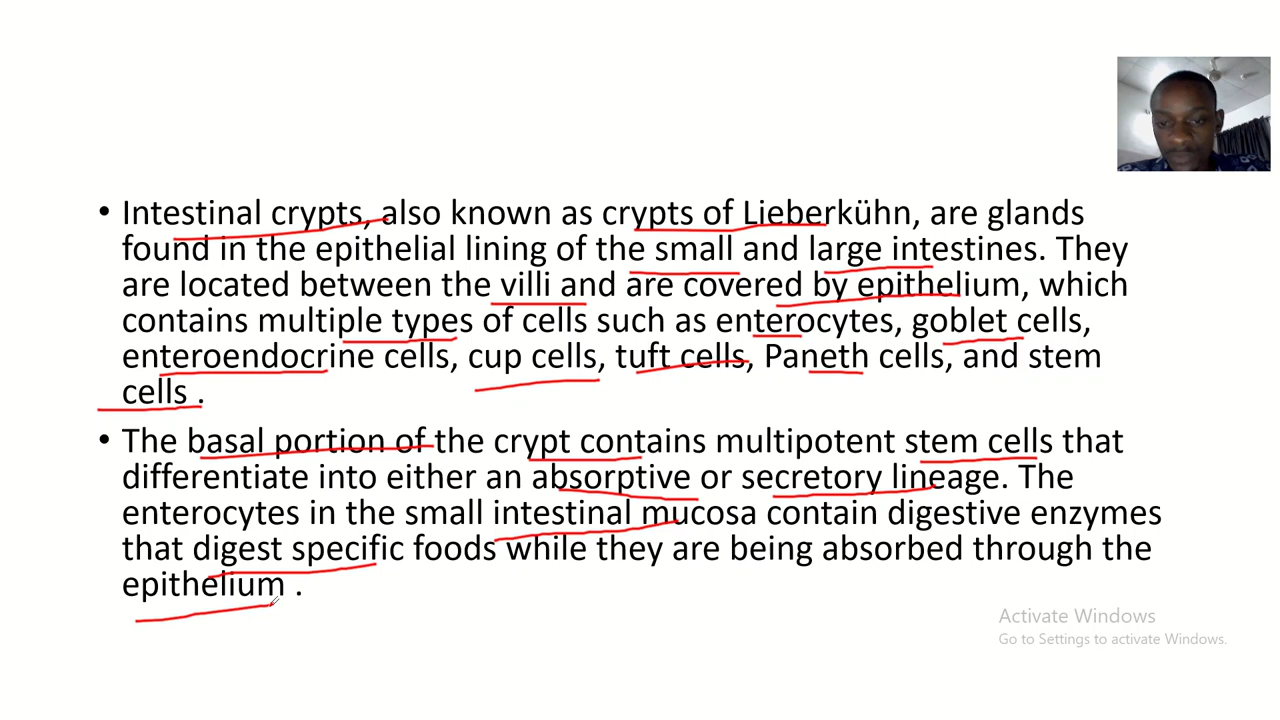 • Intestinal crypts, also known as crypts of Lieberkühn, are glands
found in the epithelial lining of the small and large intestines. They
are located between the villi and are covered by epithelium, which
contains multiple types of cells such as enterocytes, goblet cells,
enteroendocrine cells, cup cells, tuft cells, Paneth cells, and stem
cells .
• The basal portion of the crypt contains multipotent stem cells that
differentiate into either an absorptive or secretory lineage. The
enterocytes in the small intestinal mucosa contain digestive enzymes
that digest specific foods while they are being absorbed through the
epithelium .
Activate Windows
Go to Settings to activate Windows.